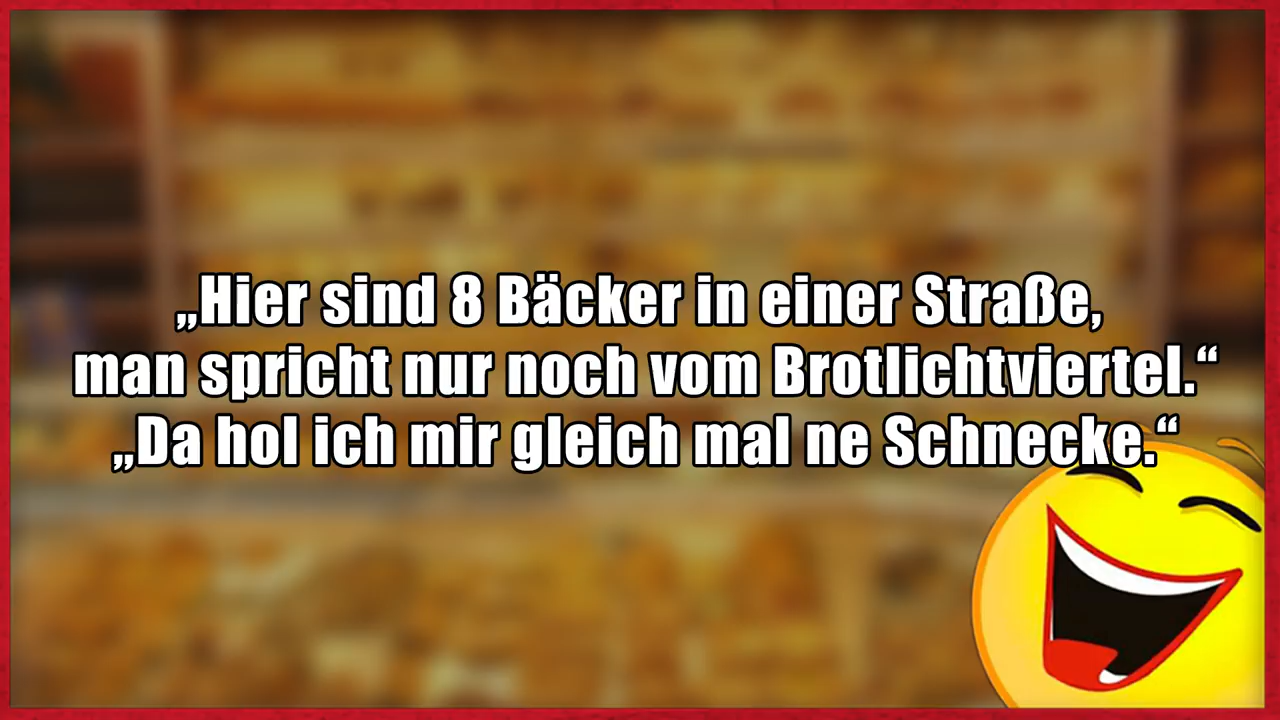 „Hier sind 8 Bäcker in einer Straße,
man spricht nur noch vom Brotlichtviertel.“
„Da hol ich mir gleich mal ne Schnecke.“